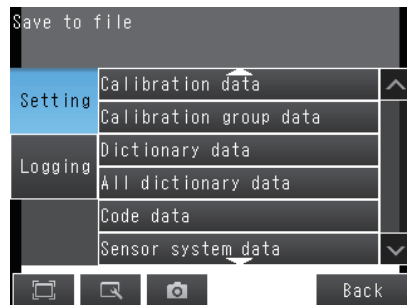 Save to file
Setting
Logging
Calibration data
Calibration group data
Dictionary data
All dictionary data
Code data
Sensor system data
Back